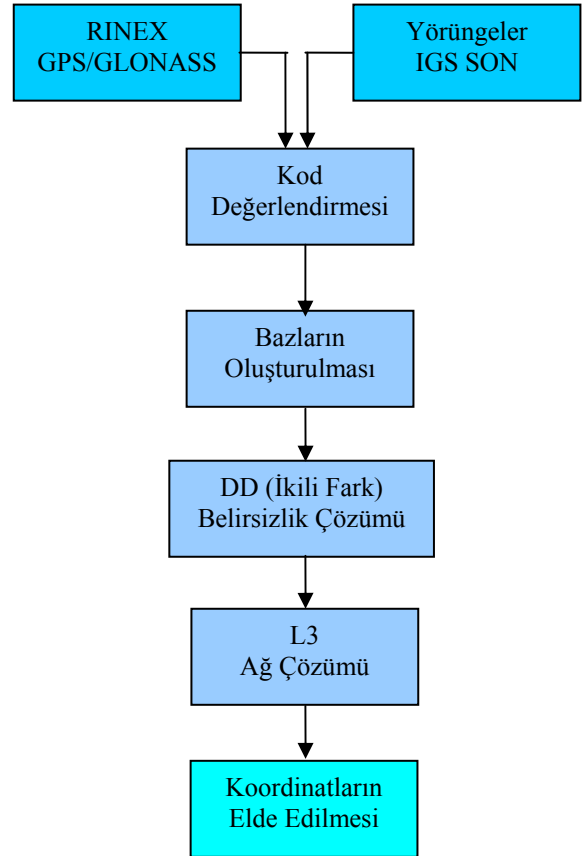 RINEX
GPS/GLONASS
Yörüngeler
IGS SON
Kod
Değerlendirmesi
Bazların
Oluşturulması
DD (İkili Fark)
Belirsizlik Çözümü
L3
Ağ Çözümü
Koordinatların
Elde Edilmesi